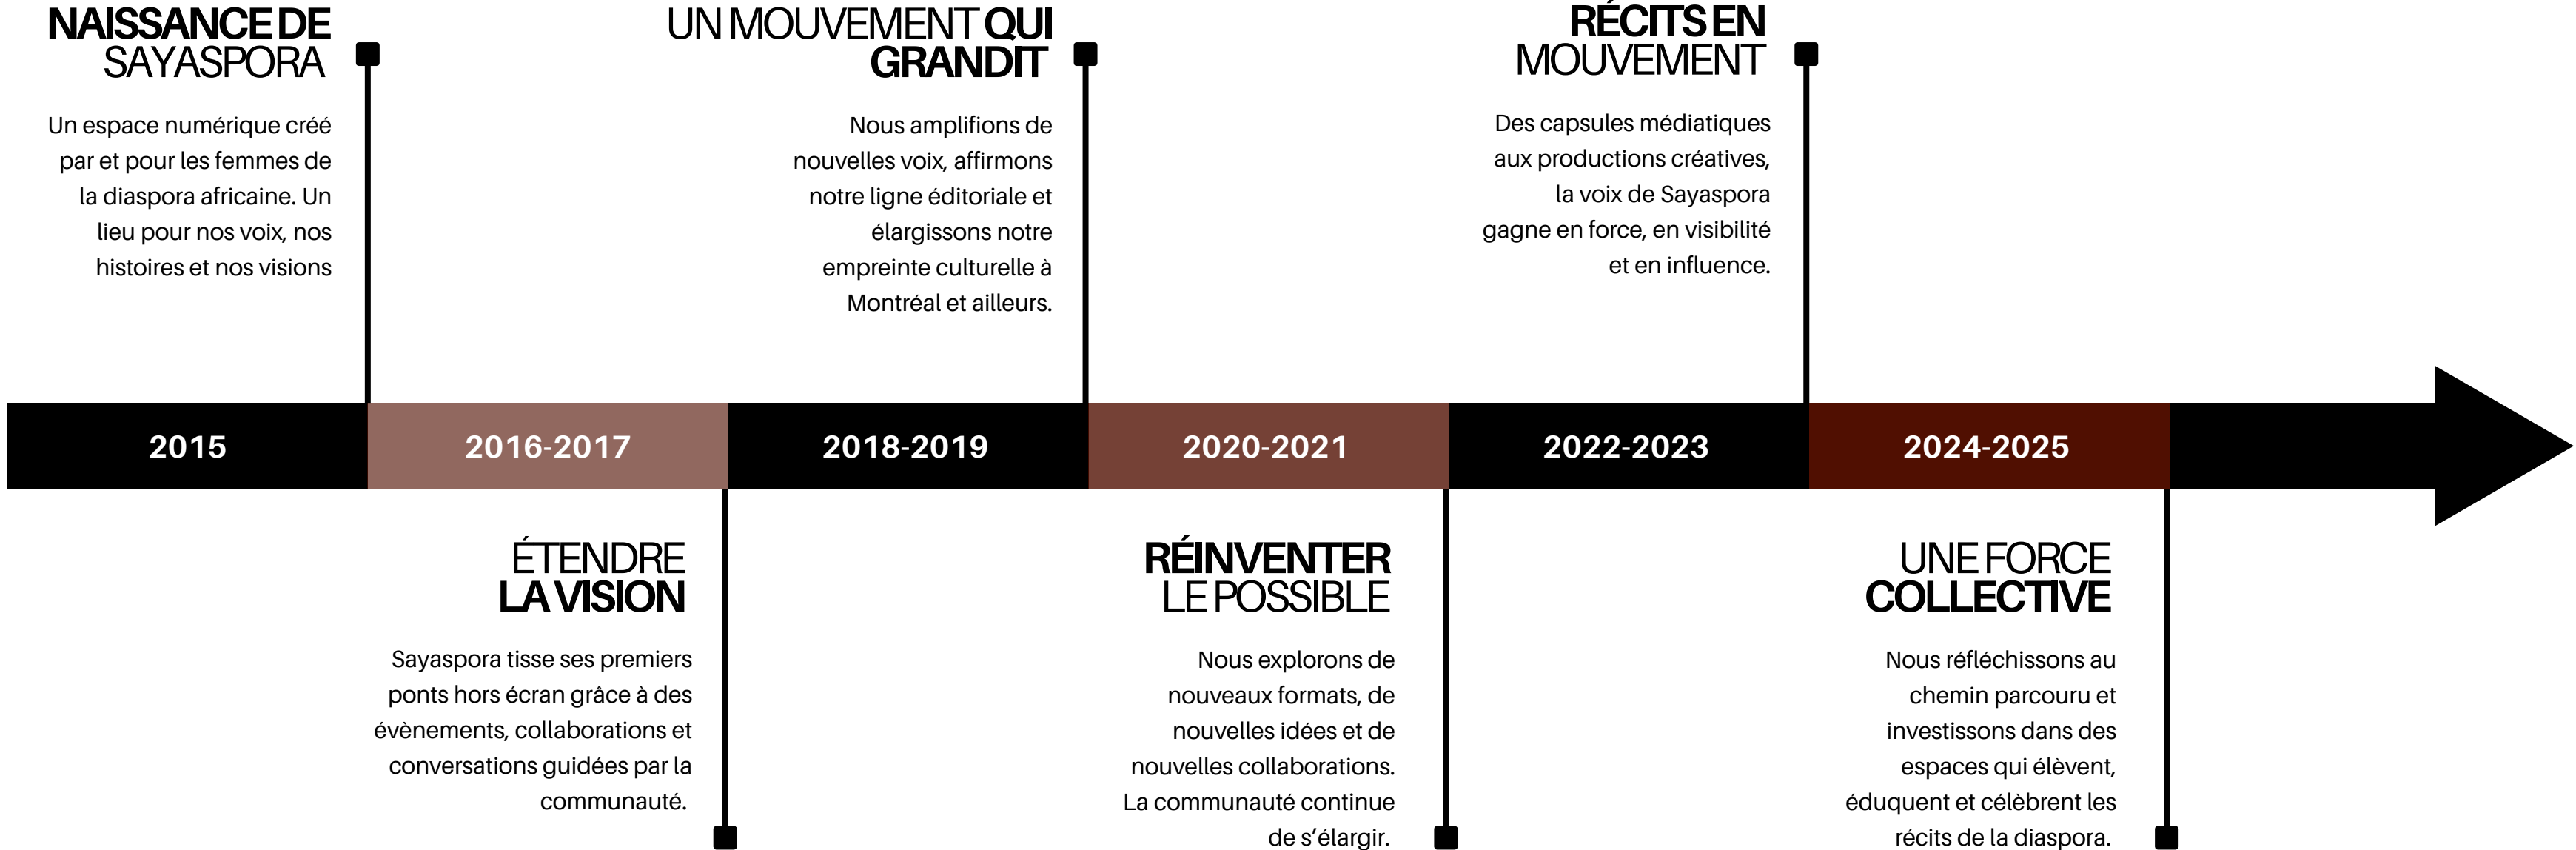 NAISSANCE DE
SAYASPORA
Un espace numérique créé
par et pour les femmes de
la diaspora africaine. Un
lieu pour nos voix, nos
histoires et nos visions
UN MOUVEMENT QUI
GRANDIT
Nous amplifions de
nouvelles voix, affirmons
notre ligne éditoriale et
élargissons notre
empreinte culturelle à
Montréal et ailleurs.
RÉCITS EN
MOUVEMENT
Des capsules médiatiques
aux productions créatives,
la voix de Sayaspora
gagne en force, en visibilité
et en influence.
2015
2016-2017
2018-2019
2020-2021
2022-2023
2024-2025
ÉTENDRE
LA VISION
Sayaspora tisse ses premiers
ponts hors écran grâce à des
évènements, collaborations et
conversations guidées par la
communauté.
RÉINVENTER
LE POSSIBLE
Nous explorons de
nouveaux formats, de
nouvelles idées et de
nouvelles collaborations.
La communauté continue
de s’élargir.
UNE FORCE
COLLECTIVE
Nous réfléchissons au
chemin parcouru et
investissons dans des
espaces qui élèvent,
éduquent et célèbrent les
récits de la diaspora.